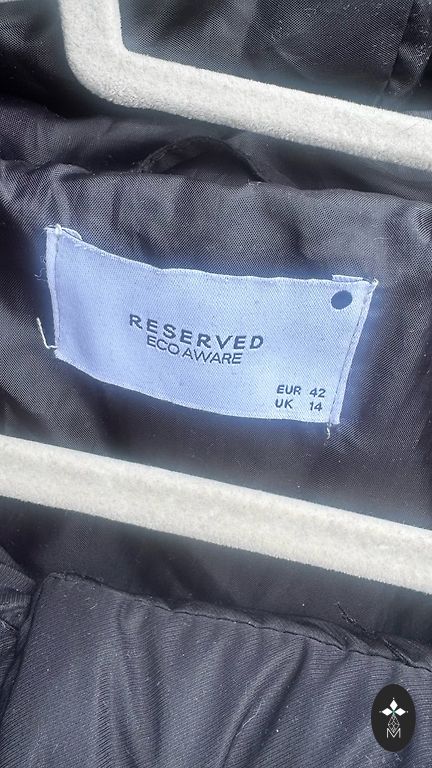 RESERVED
ECO AWARE
EUR 42
UK 14
M